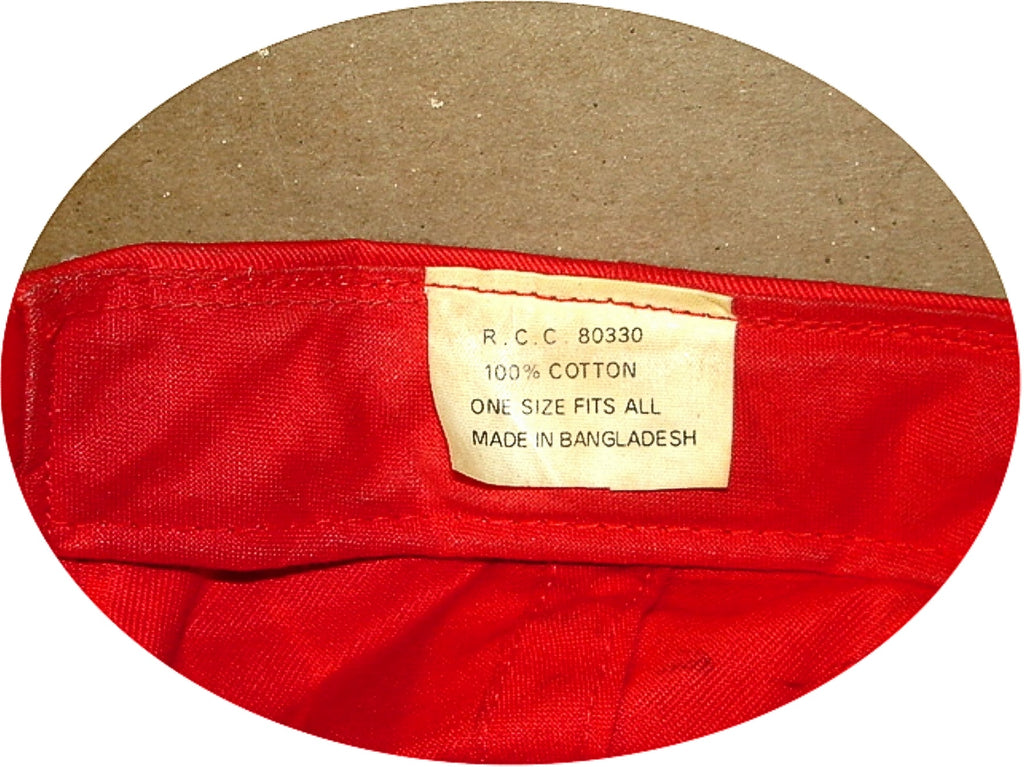 R.C.C 80330
100% COTTON
ONE SIZE FITS ALL
MADE IN BANGLADESH